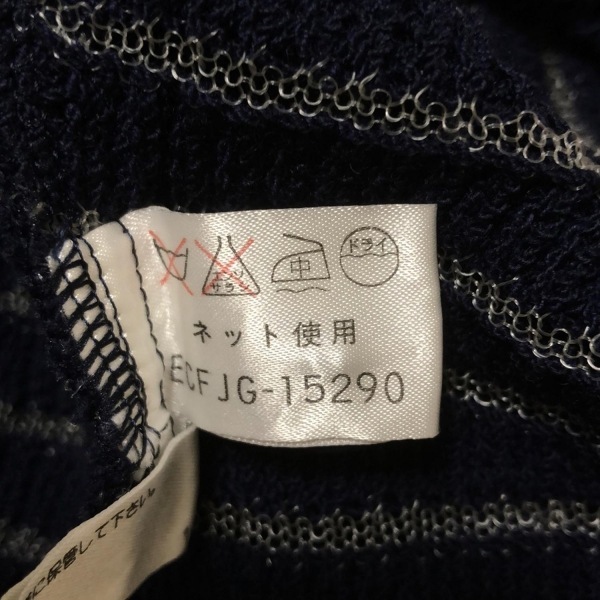 エンソ
サラシ
中
ドライ
ネット使用
ECFJG-15290
に保管して下さい。